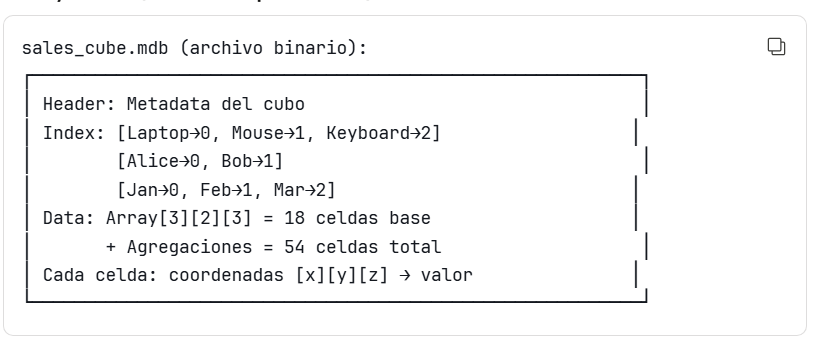 sales_cube.mdb (archivo binario):
Header: Metadata del cubo
Index: [Laptop→0, Mouse→1, Keyboard→2]
[Alice→0, Bob→1]
[Jan→0, Feb→1, Mar→2]
Data: Array[3][2][3] = 18 celdas base
+ Agregaciones = 54 celdas total
Cada celda: coordenadas [x][y][z] → valor